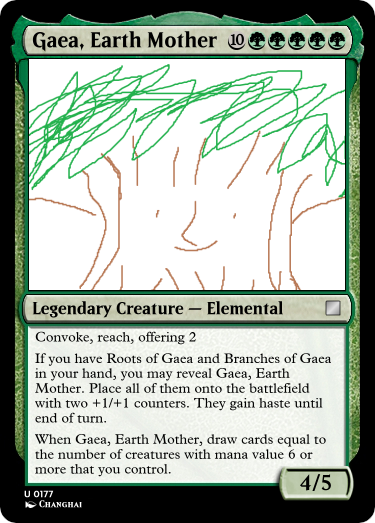 Gaea, Earth Mother 10
Legendary Creature — Elemental
Convoke, reach, offering 2
If you have Roots of Gaea and Branches of Gaea
in your hand, you may reveal Gaea, Earth
Mother. Place all of them onto the battlefield
with two +1/+1 counters. They gain haste until
end of turn.
When Gaea, Earth Mother, draw cards equal to
the number of creatures with mana value 6 or
more that you control.
4/5
U 0177
Changhai